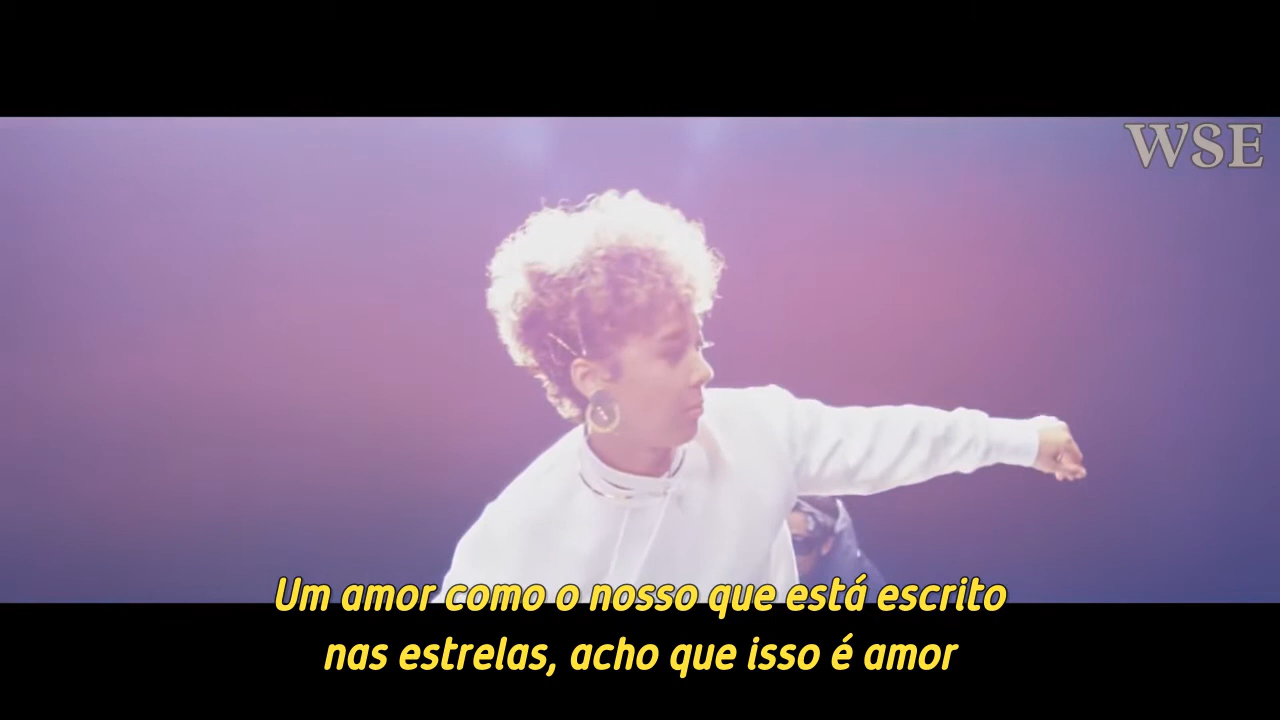 WSE
Um amor como o nosso que está escrito
nas estrelas, acho que isso é amor